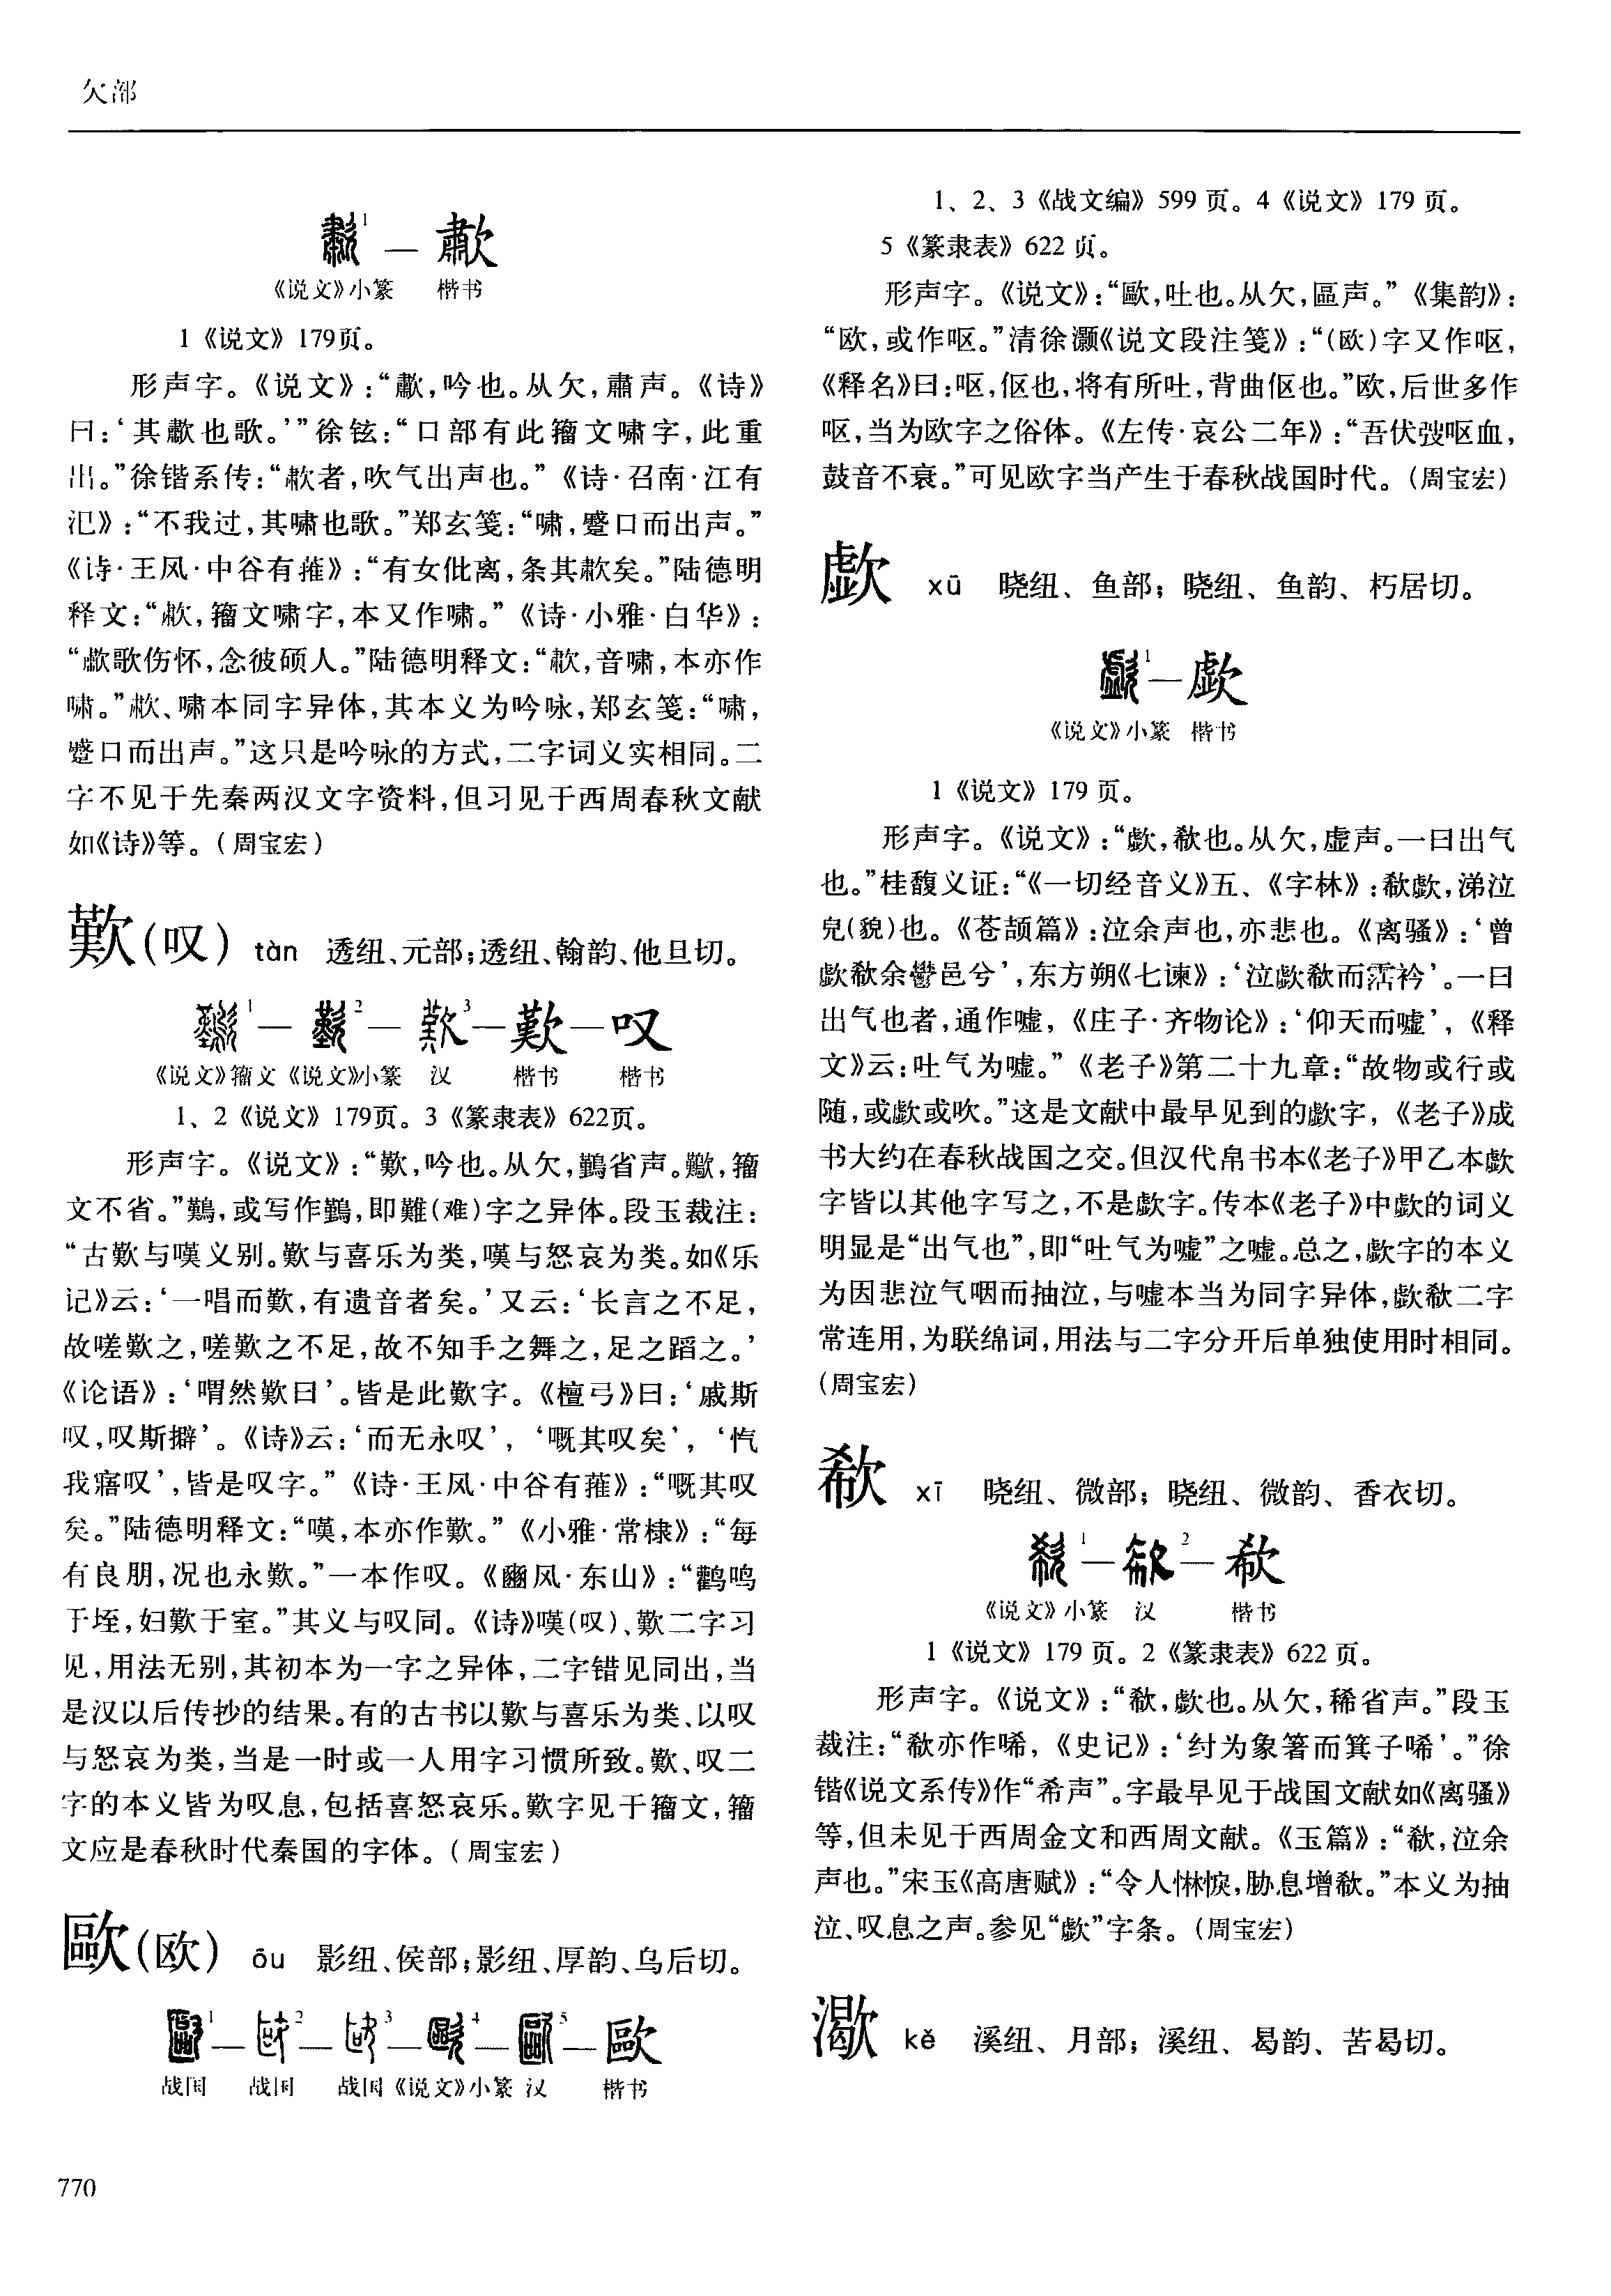 欠部
1 — 歗
《说文》小篆 楷书
1《说文》179页。
形声字。《说文》:“歗,吟也。从欠,肅声。《诗》
曰:‘其歗也歌。’”徐铉:“口部有此籀文啸字,此重
出。”徐锴系传:“歗者,吹气出声也。”《诗·召南·江有
汜》:“不我过,其啸也歌。”郑玄笺:“啸,蹙口而出声。”
《诗·王风·中谷有蓷》:“有女仳离,条其歗矣。”陆德明
释文:“歗,籀文啸字,本又作啸。”《诗·小雅·白华》:
“歗歌伤怀,念彼硕人。”陆德明释文:“歗,音啸,本亦作
啸。”歗、啸本同字异体,其本义为吟咏,郑玄笺:“啸,
蹙口而出声。”这只是吟咏的方式,二字词义实相同。二
字不见于先秦两汉文字资料,但习见于西周春秋文献
如《诗》等。(周宝宏)
歎(叹) tàn 透纽、元部;透纽、翰韵、他旦切。
1 — 2 — 3 — 歎 — 叹
《说文》籀文 《说文》小篆 汉 楷书 楷书
1、2《说文》179页。3《篆隶表》622页。
形声字。《说文》:“歎,吟也。从欠,鷬省声。籀
文不省。”鷬,或写作鶧,即難(难)字之异体。段玉裁注:
“古歎与嘆义别。歎与喜乐为类,嘆与怒哀为类。如《乐
记》云:‘一唱而歎,有遗音者矣。’又云:‘长言之不足,
故嗟歎之,嗟歎之不足,故不知手之舞之,足之蹈之。’
《论语》:‘喟然歎曰’。皆是此歎字。《檀弓》曰:‘戚斯
叹,叹斯擗’。《诗》云:‘而无永叹’,‘嘅其叹矣’,‘忾
我寤叹’,皆是叹字。”《诗·王风·中谷有蓷》:“嘅其叹
矣。”陆德明释文:“嘆,本亦作歎。”《小雅·常棣》:“每
有良朋,况也永歎。”一本作叹。《豳风·东山》:“鹳鸣
于垤,妇歎于室。”其义与叹同。《诗》嘆(叹)、歎二字习
见,用法无别,其初本为一字之异体,二字错见同出,当
是汉以后传抄的结果。有的古书以歎与喜乐为类、以叹
与怒哀为类,当是一时或一人用字习惯所致。歎、叹二
字的本义皆为叹息,包括喜怒哀乐。歎字见于籀文,籀
文应是春秋时代秦国的字体。(周宝宏)
歐(欧) ōu 影纽、侯部;影纽、厚韵、乌后切。
1 — 2 — 3 — 4 — 5 — 歐
战国 战国 战国 《说文》小篆 汉 楷书
770
1、2、3《战文编》599页。4《说文》179页。
5《篆隶表》622页。
形声字。《说文》:“歐,吐也。从欠,區声。”《集韵》:
“欧,或作呕。”清徐灏《说文段注笺》:“(欧)字又作呕,
《释名》曰:呕,伛也,将有所吐,背曲伛也。”欧,后世多作
呕,当为欧字之俗体。《左传·哀公二年》:“吾伏弢呕血,
鼓音不衰。”可见欧字当产生于春秋战国时代。(周宝宏)
歔 xū 晓纽、鱼部;晓纽、鱼韵、朽居切。
1 — 歔
《说文》小篆 楷书
1《说文》179页。
形声字。《说文》:“歔,欷也。从欠,虚声。一曰出气
也。”桂馥义证:“《一切经音义》五、《字林》:欷歔,涕泣
皃(貌)也。《苍颉篇》:泣余声也,亦悲也。《离骚》:‘曾
歔欷余鬱邑兮’,东方朔《七谏》:‘泣歔欷而霑衿’。一曰
出气也者,通作嘘,《庄子·齐物论》:‘仰天而嘘’,《释
文》云:吐气为嘘。”《老子》第二十九章:“故物或行或
随,或歔或吹。”这是文献中最早见到的歔字,《老子》成
书大约在春秋战国之交。但汉代帛书本《老子》甲乙本歔
字皆以其他字写之,不是歔字。传本《老子》中歔的词义
明显是“出气也”,即“吐气为嘘”之嘘。总之,歔字的本义
为因悲泣气咽而抽泣,与嘘本当为同字异体,歔欷二字
常连用,为联绵词,用法与二字分开后单独使用时相同。
(周宝宏)
欷 xī 晓纽、微部;晓纽、微韵、香衣切。
1 — 2 — 欷
《说文》小篆 汉 楷书
1《说文》179页。2《篆隶表》622页。
形声字。《说文》:“欷,歔也。从欠,稀省声。”段玉
裁注:“欷亦作唏,《史记》:‘纣为象箸而箕子唏’。”徐
锴《说文系传》作“希声”。字最早见于战国文献如《离骚》
等,但未见于西周金文和西周文献。《玉篇》:“欷,泣余
声也。”宋玉《高唐赋》:“令人惏悷,胁息增欷。”本义为抽
泣、叹息之声。参见“歔”字条。(周宝宏)
㵣 kě 溪纽、月部;溪纽、曷韵、苦曷切。